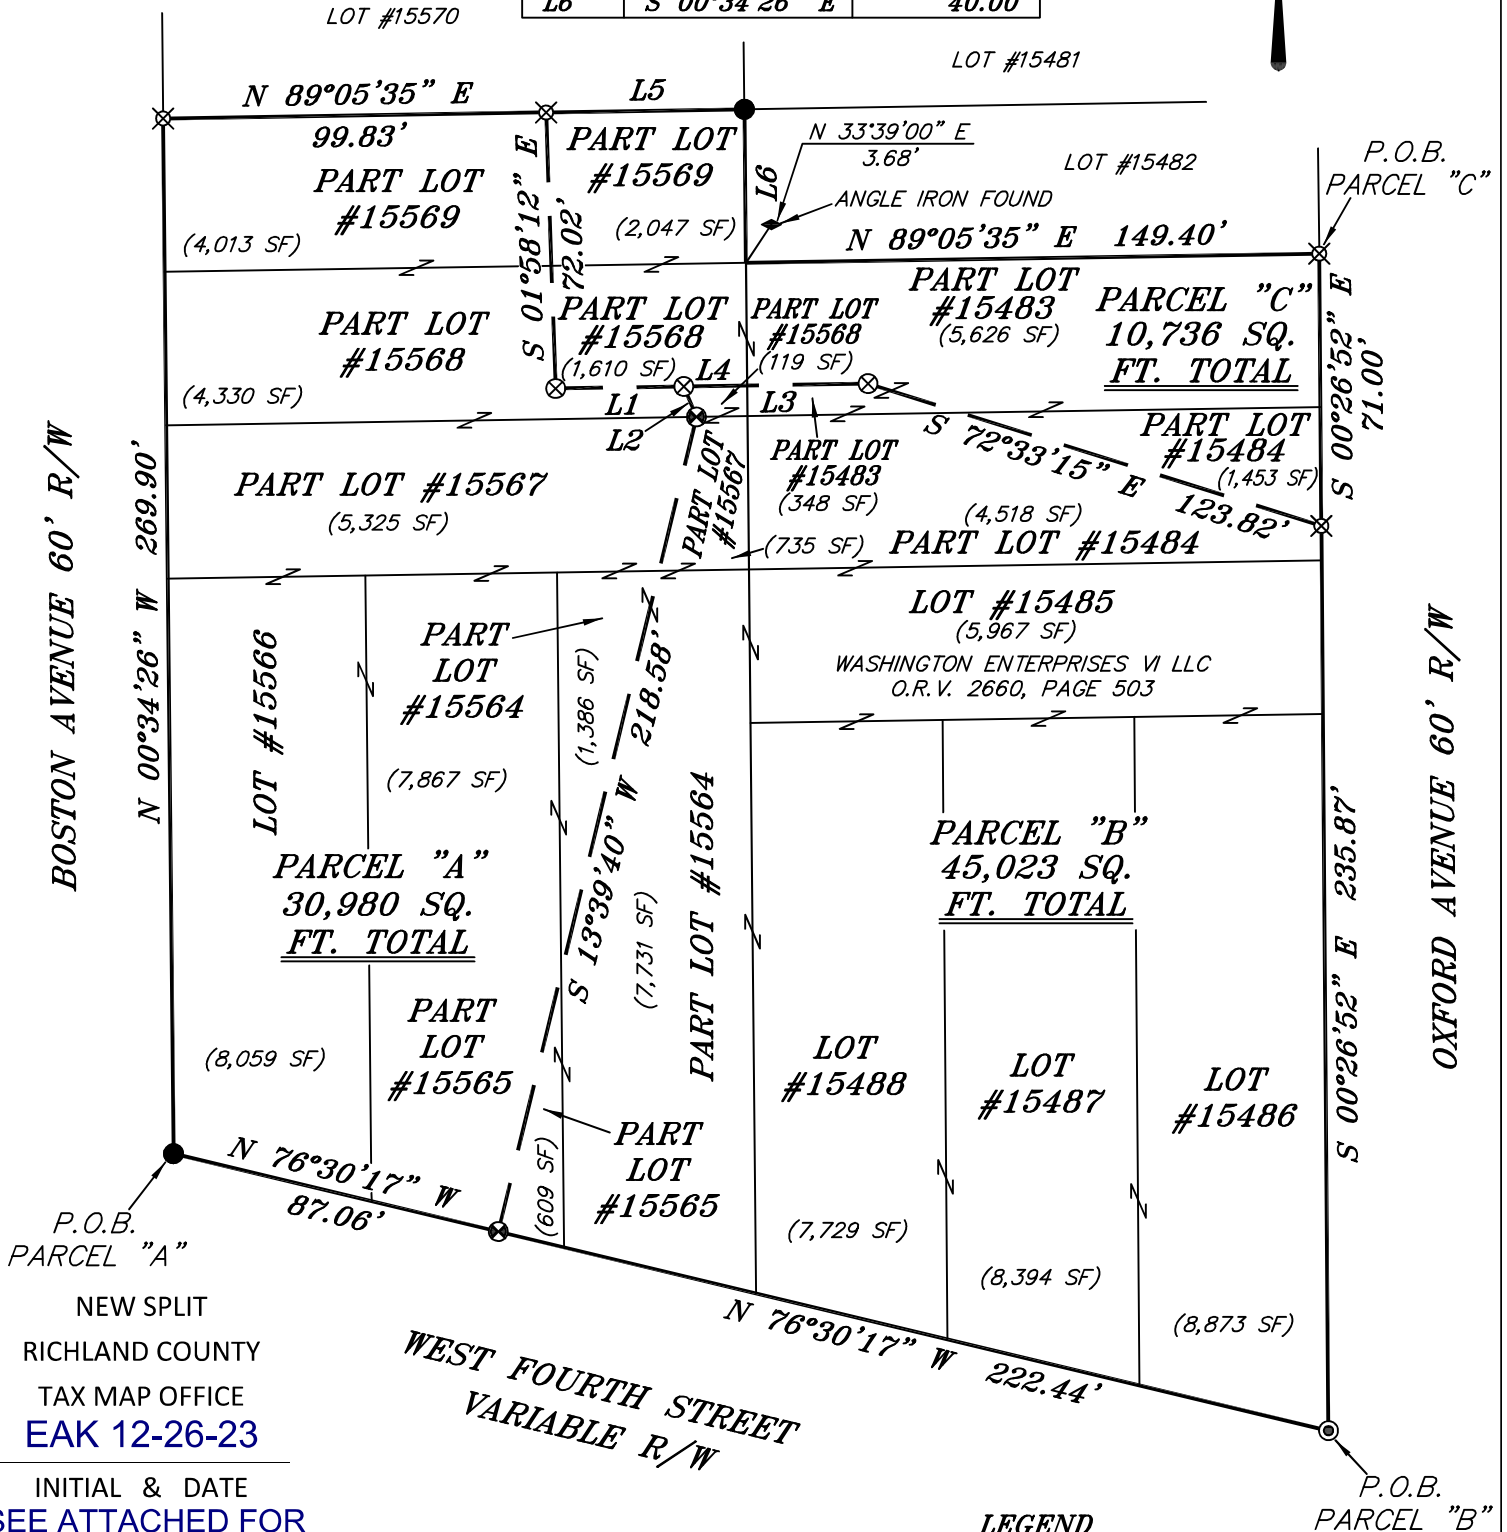 LOT #15570
L6 S 00°34'26" E 40.00
LOT #15481
N 89°05'35" E
L5
99.83'
PART LOT
#15569
PART LOT
#15569
N 33°39'00" E
3.68'
LOT #15482
P.O.B.
PARCEL "C"
L6
ANGLE IRON FOUND
(4,013 SF)
(2,047 SF)
S 01°58'12" E
72.02'
N 89°05'35" E 149.40'
PART LOT
#15568
PART LOT
#15568
(1,610 SF)
PART LOT
#15568
(119 SF)
PART LOT
#15483
(5,626 SF)
PARCEL "C"
10,736 SQ.
FT. TOTAL
S 00°26'52" E
71.00'
(4,330 SF)
L4
L1
L3
L2
BOSTON AVENUE 60' R/W
N 00°34'26" W 269.90'
PART LOT #15567
(5,325 SF)
PART LOT
#15567
PART LOT
#15483
(348 SF)
S 72°33'15" E 123.82'
PART LOT
#15484
(1,453 SF)
(4,518 SF)
(735 SF)
PART LOT #15484
LOT #15566
PART
LOT
#15564
(7,867 SF)
(1,386 SF)
S 13°39'40" W 218.58'
LOT #15485
(5,967 SF)
WASHINGTON ENTERPRISES VI LLC
O.R.V. 2660, PAGE 503
OXFORD AVENUE 60' R/W
PARCEL "A"
30,980 SQ.
FT. TOTAL
(7,731 SF)
PART LOT #15564
PARCEL "B"
45,023 SQ.
FT. TOTAL
S 00°26'52" E 235.87'
(8,059 SF)
PART
LOT
#15565
LOT
#15488
LOT
#15487
LOT
#15486
(609 SF)
PART
LOT
#15565
N 76°30'17" W
87.06'
P.O.B.
PARCEL "A"
(7,729 SF)
(8,394 SF)
(8,873 SF)
N 76°30'17" W 222.44'
NEW SPLIT
RICHLAND COUNTY
TAX MAP OFFICE
EAK 12-26-23
INITIAL & DATE
SEE ATTACHED FOR
WEST FOURTH STREET
VARIABLE R/W
P.O.B.
PARCEL "B"
LEGEND